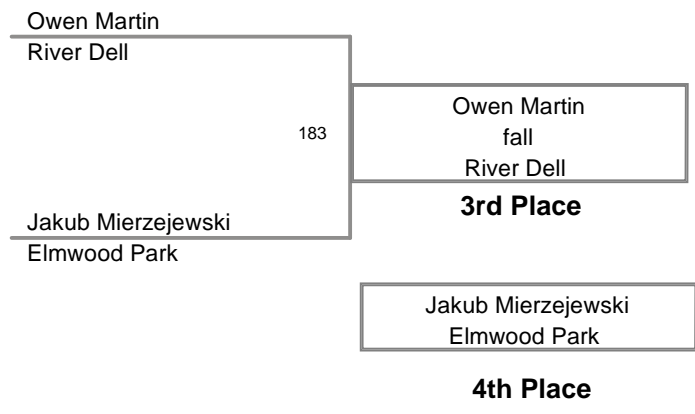 Owen Martin
River Dell
183
Owen Martin
fall
River Dell
3rd Place
Jakub Mierzejewski
Elmwood Park
Jakub Mierzejewski
Elmwood Park
4th Place